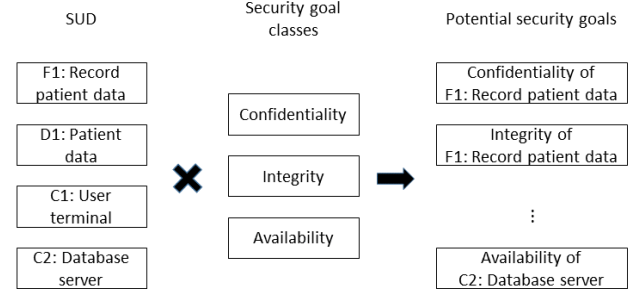 SUD
F1: Record
patient data
D1: Patient
data
C1: User
terminal
C2: Database
server
Security goal
classes
Confidentiality
Integrity
Availability
Potential security goals
Confidentiality of
F1: Record patient data
Integrity of
F1: Record patient data
⋮
Availability of
C2: Database server